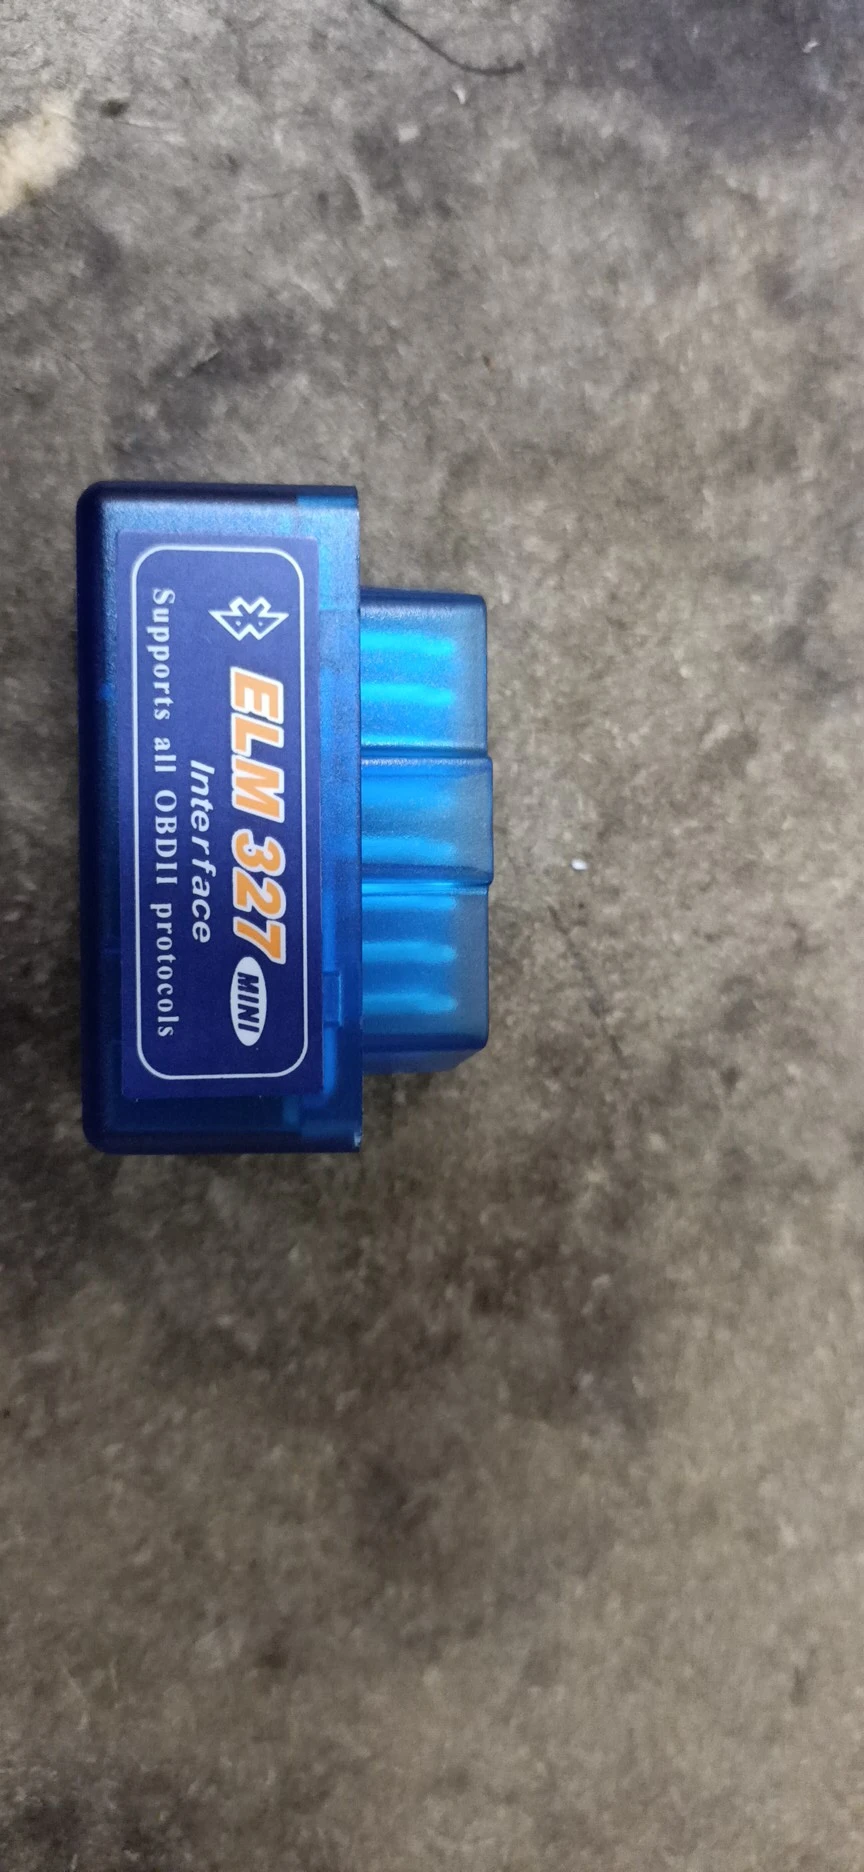 ELM 327 MINI
Interface
Supports all OBDII protocols